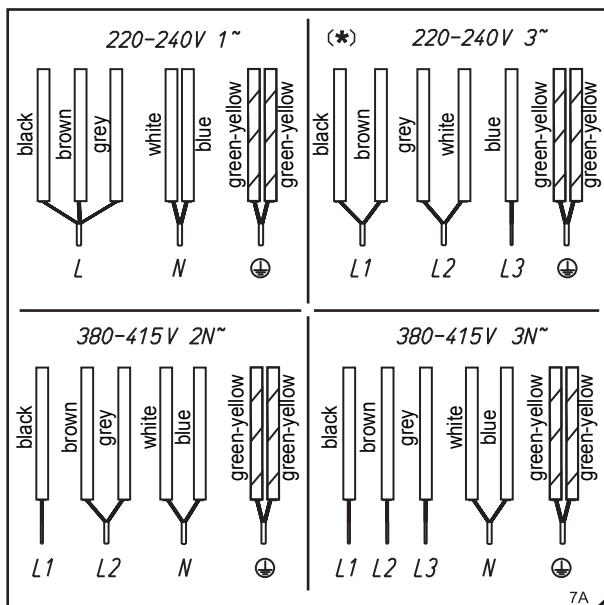 220-240V 1~
black
brown
grey
white
blue
green-yellow
green-yellow
L
N
(*)
220-240V 3~
black
brown
grey
white
blue
green-yellow
green-yellow
L1
L2
L3
380-415V 2N~
black
brown
grey
white
blue
green-yellow
green-yellow
L1
L2
N
380-415V 3N~
black
brown
grey
white
blue
green-yellow
green-yellow
L1
L2
L3
N
7A